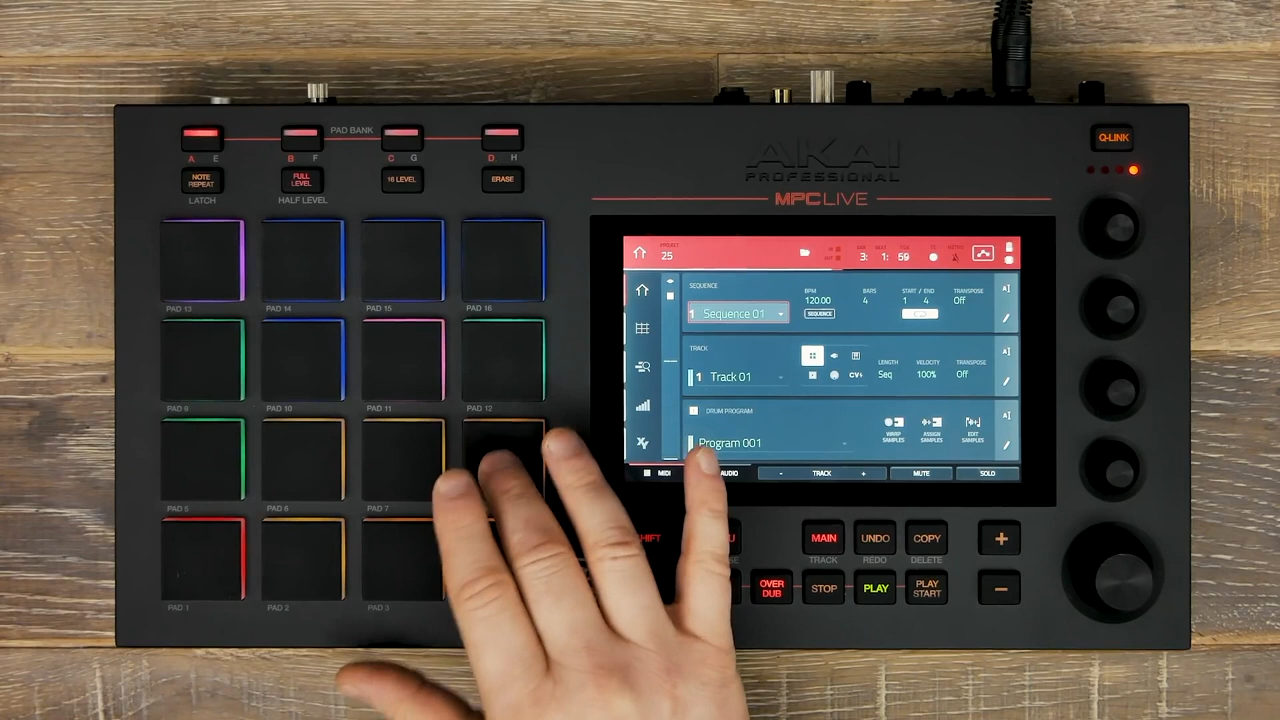 PAD BANK
A E B F C G D H
NOTE REPEAT
FULL LEVEL
16 LEVEL
ERASE
LATCH
HALF LEVEL
AKAI
PROFESSIONAL
MPCLIVE
Q-LINK
PROJECT
25
3: 1: 59
SEQUENCE
1 Sequence 01
BPM
120.00
SEQUENCE
BARS
4
START / END
1 4
TRANSPOSE
Off
TRACK
1 Track 01
CV+
LENGTH
Seq
VELOCITY
100%
TRANSPOSE
Off
DRUM PROGRAM
Program 001
WARP SAMPLES
ASSIGN SAMPLES
EDIT SAMPLES
MIDI
AUDIO
- TRACK +
MUTE
SOLO
PAD 13
PAD 14
PAD 15
PAD 16
PAD 9
PAD 10
PAD 11
PAD 12
PAD 5
PAD 6
PAD 7
PAD 1
PAD 2
PAD 3
MAIN
UNDO
COPY
+
TRACK
REDO
DELETE
OVER DUB
STOP
PLAY
PLAY START
-